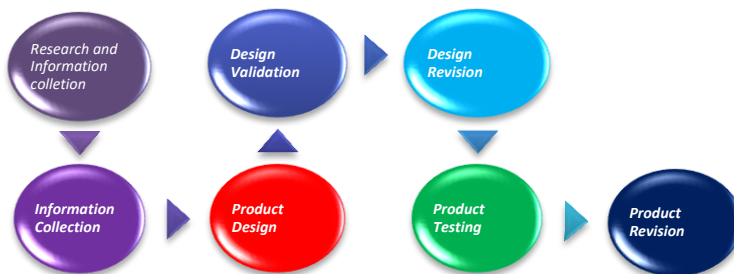 Research and
Information
colletion
Information
Collection
Product
Design
Design
Validation
Design
Revision
Product
Testing
Product
Revision